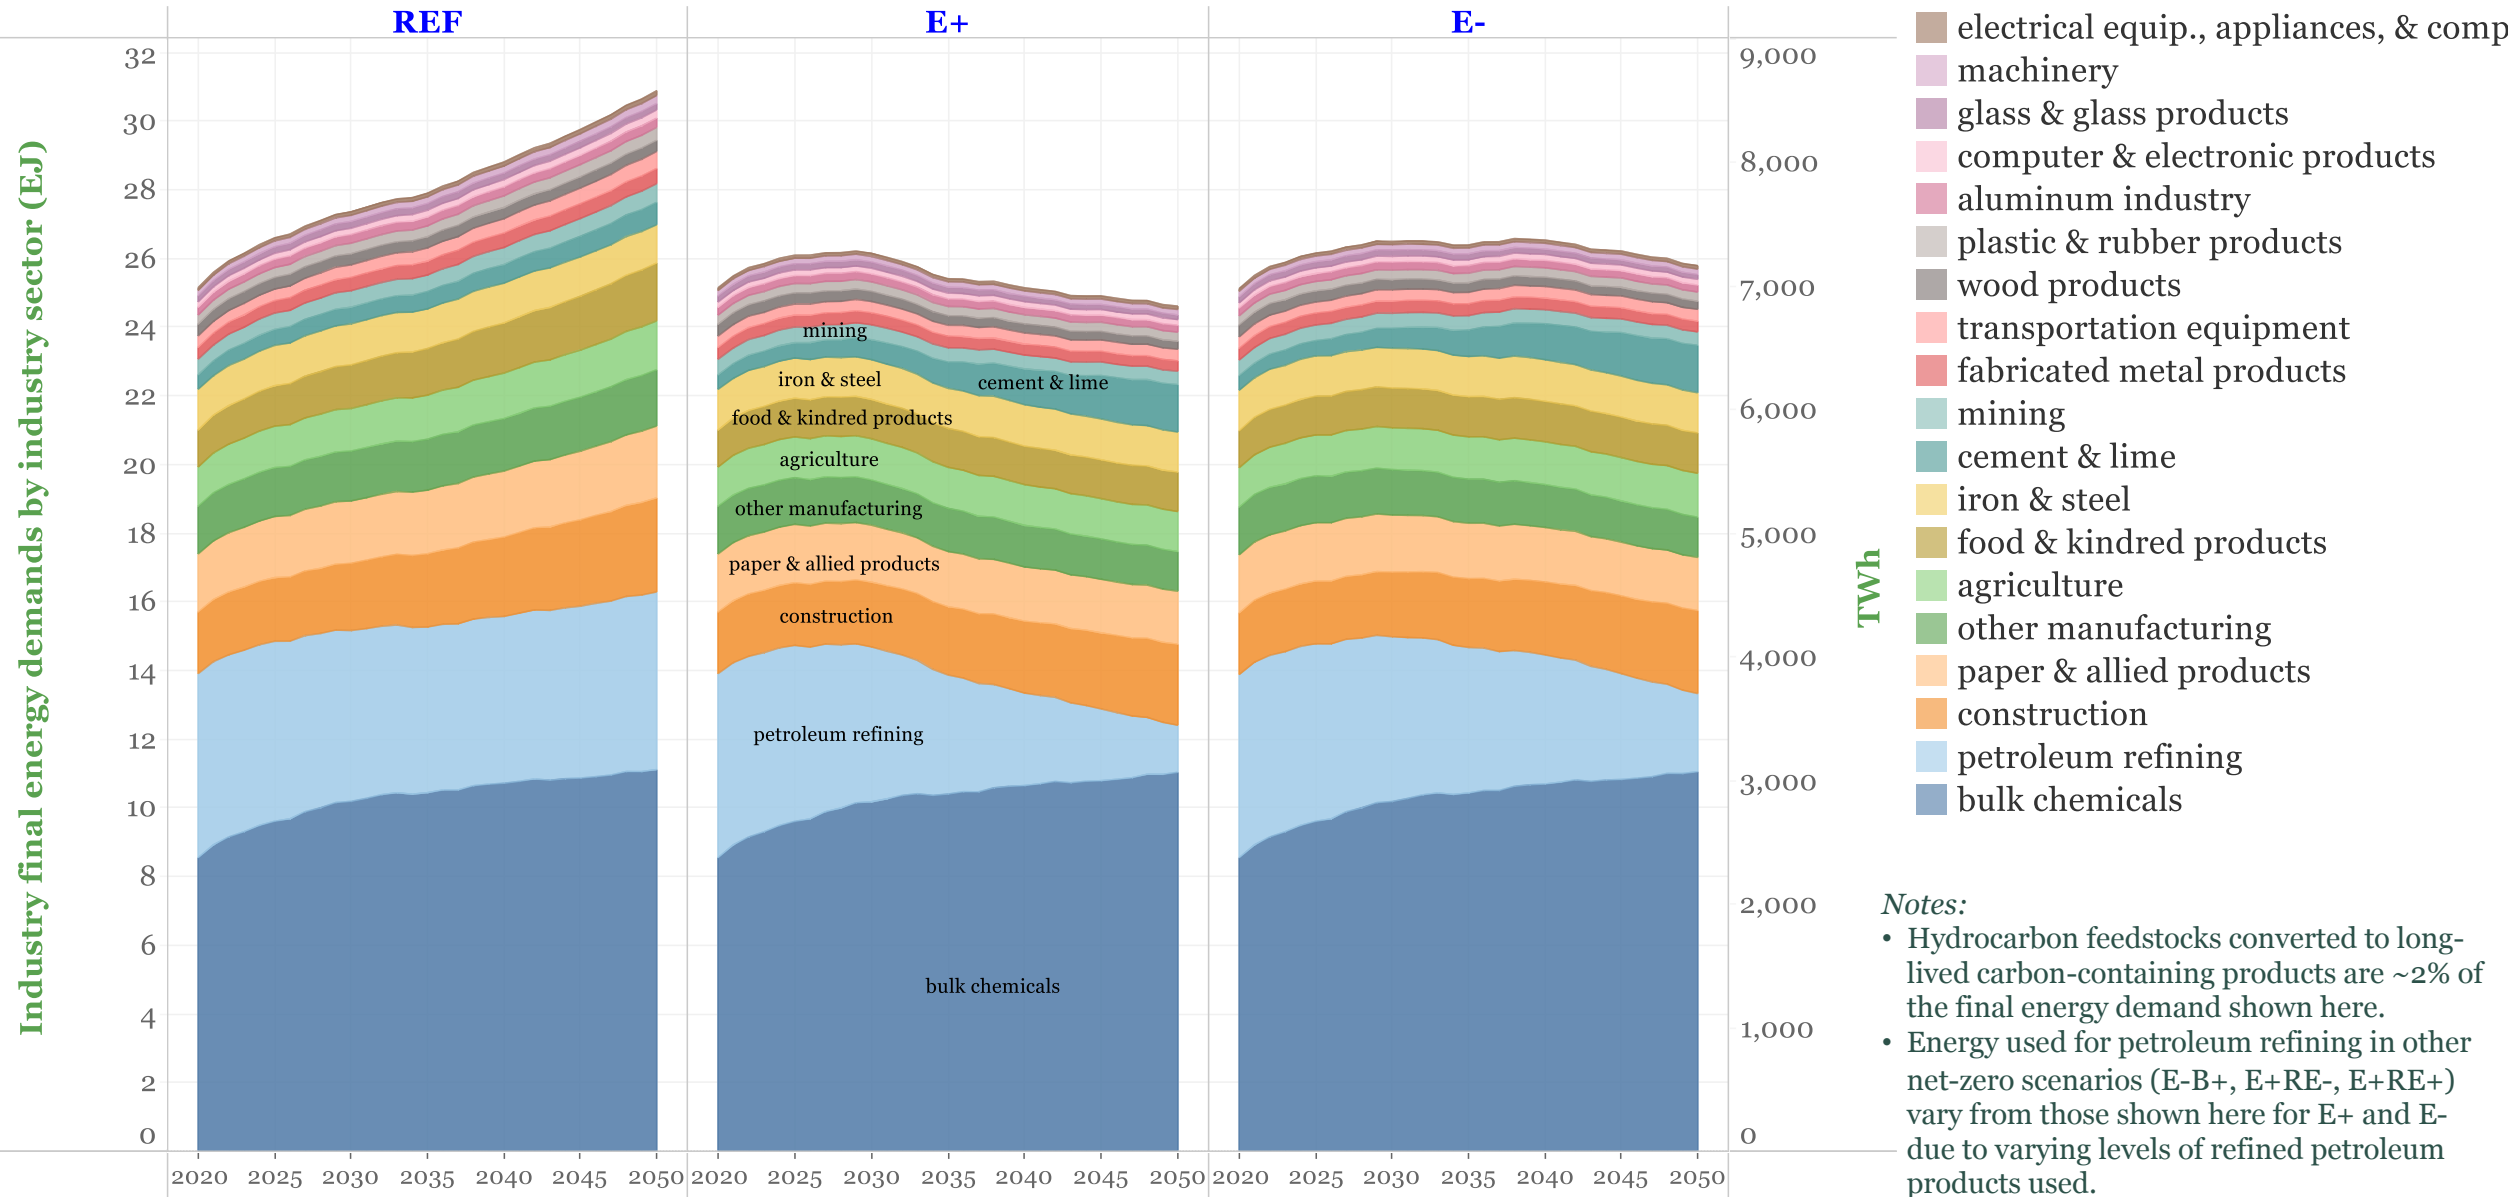 REF
E+
E-
Industry final energy demands by industry sector (EJ)
32
30
28
26
24
22
20
18
16
14
12
10
8
6
4
2
0
mining
iron & steel
cement & lime
food & kindred products
agriculture
other manufacturing
paper & allied products
construction
petroleum refining
bulk chemicals
9,000
8,000
7,000
6,000
5,000
4,000
3,000
2,000
1,000
0
TWh
2020 2025 2030 2035 2040 2045 2050
2020 2025 2030 2035 2040 2045 2050
2020 2025 2030 2035 2040 2045 2050
electrical equip., appliances, & comp
machinery
glass & glass products
computer & electronic products
aluminum industry
plastic & rubber products
wood products
transportation equipment
fabricated metal products
mining
cement & lime
iron & steel
food & kindred products
agriculture
other manufacturing
paper & allied products
construction
petroleum refining
bulk chemicals
Notes:
• Hydrocarbon feedstocks converted to long-
lived carbon-containing products are ~2% of
the final energy demand shown here.
• Energy used for petroleum refining in other
net-zero scenarios (E-B+, E+RE-, E+RE+)
vary from those shown here for E+ and E-
due to varying levels of refined petroleum
products used.